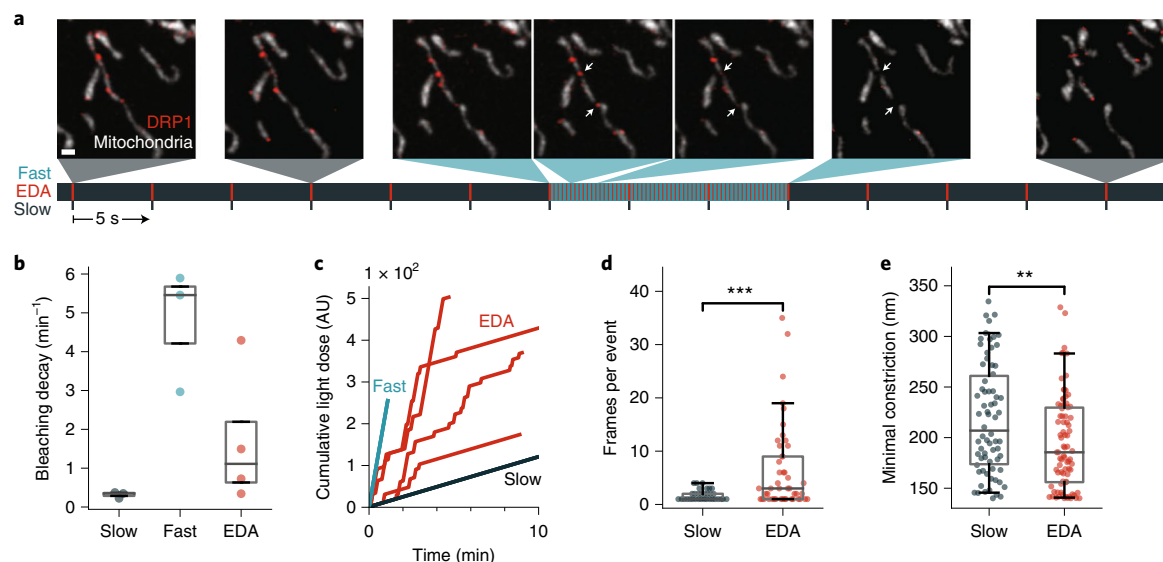 a
DRP1
Mitochondria
Fast
EDA
Slow
5 s
b
Bleaching decay (min⁻¹)
6
5
4
3
2
1
0
Slow Fast EDA
c
1 × 10²
Cumulative light dose (AU)
5
4
3
2
1
0
EDA
Fast
Slow
0 10
Time (min)
d
Frames per event
40
30
20
10
0
***
Slow EDA
e
Minimal constriction (nm)
350
300
250
200
150
**
Slow EDA